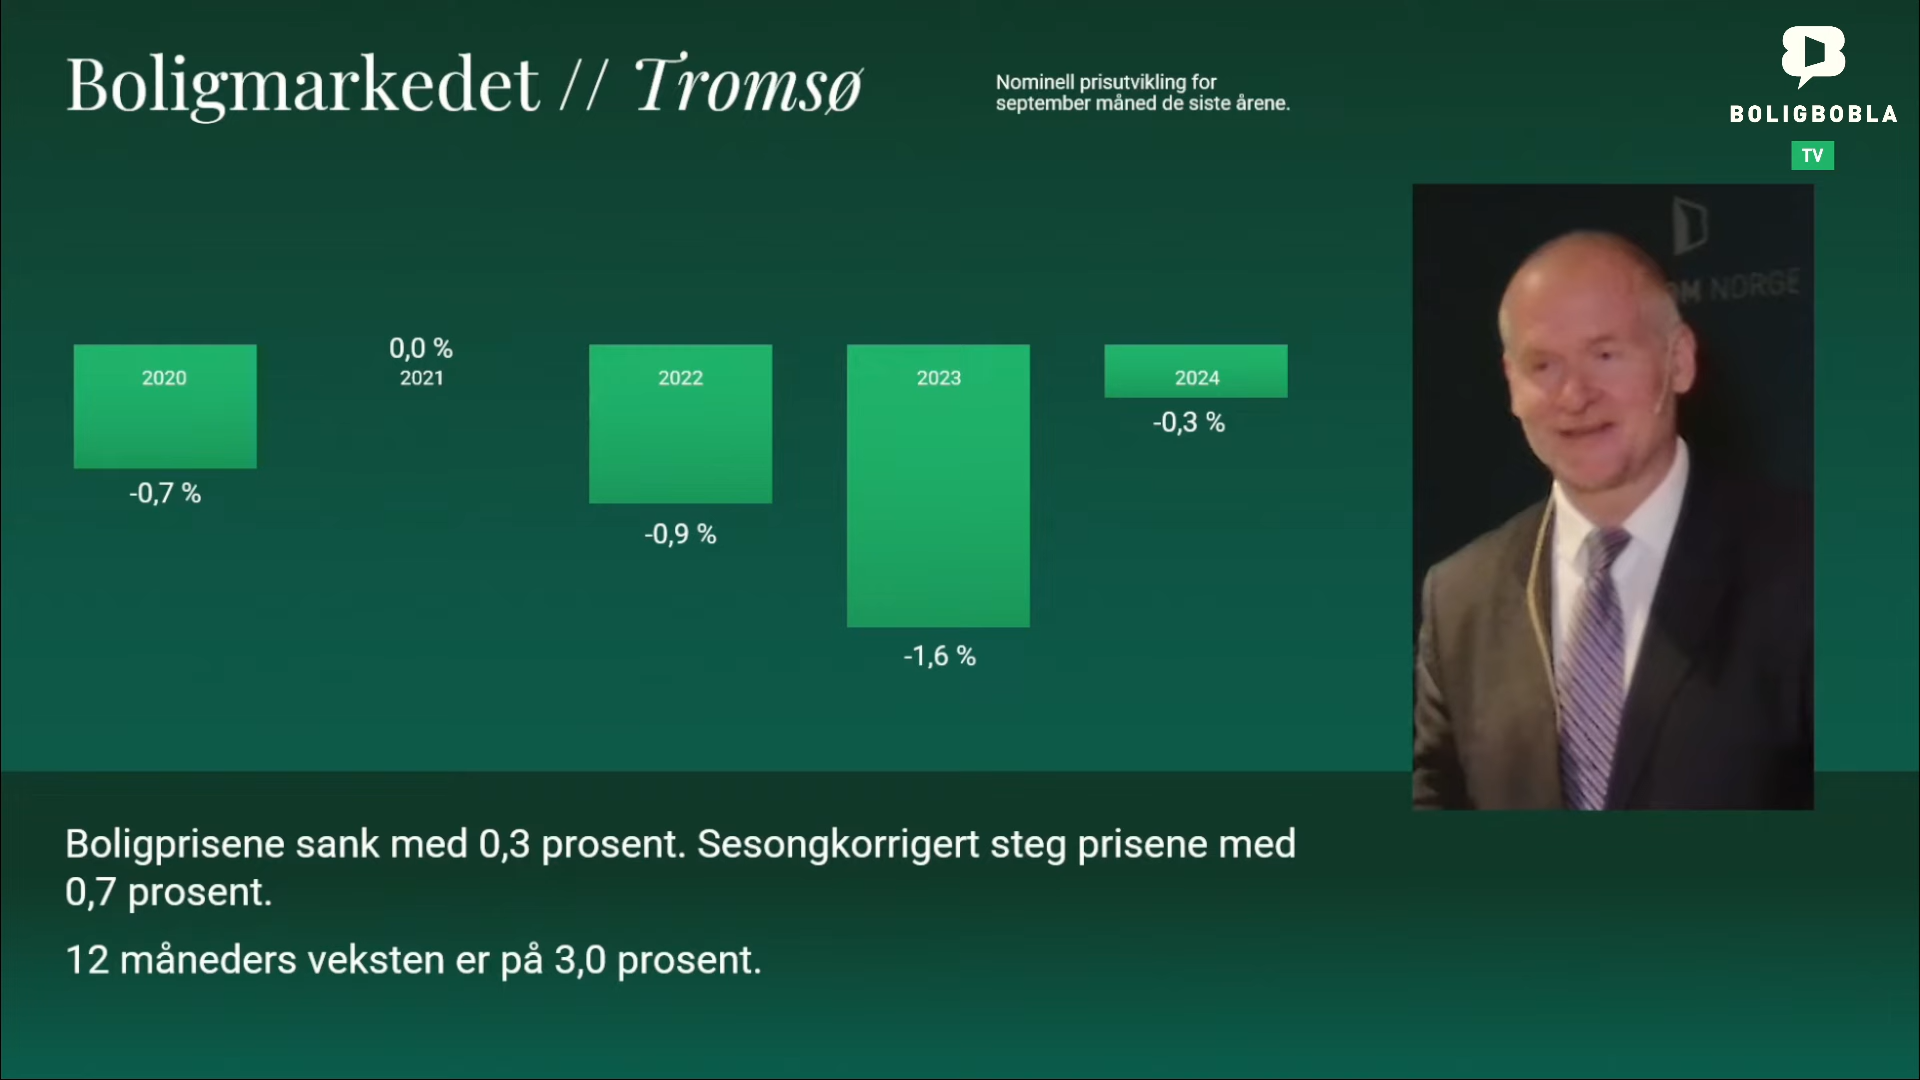 Boligmarkedet // Tromsø
Nominell prisutvikling for
september måned de siste årene.
BOLIGBOBLA
TV
NORGE
0,0 %
2020
2021
2022
2023
2024
-0,3 %
-0,7 %
-0,9 %
-1,6 %
Boligprisene sank med 0,3 prosent. Sesongkorrigert steg prisene med
0,7 prosent.
12 måneders veksten er på 3,0 prosent.